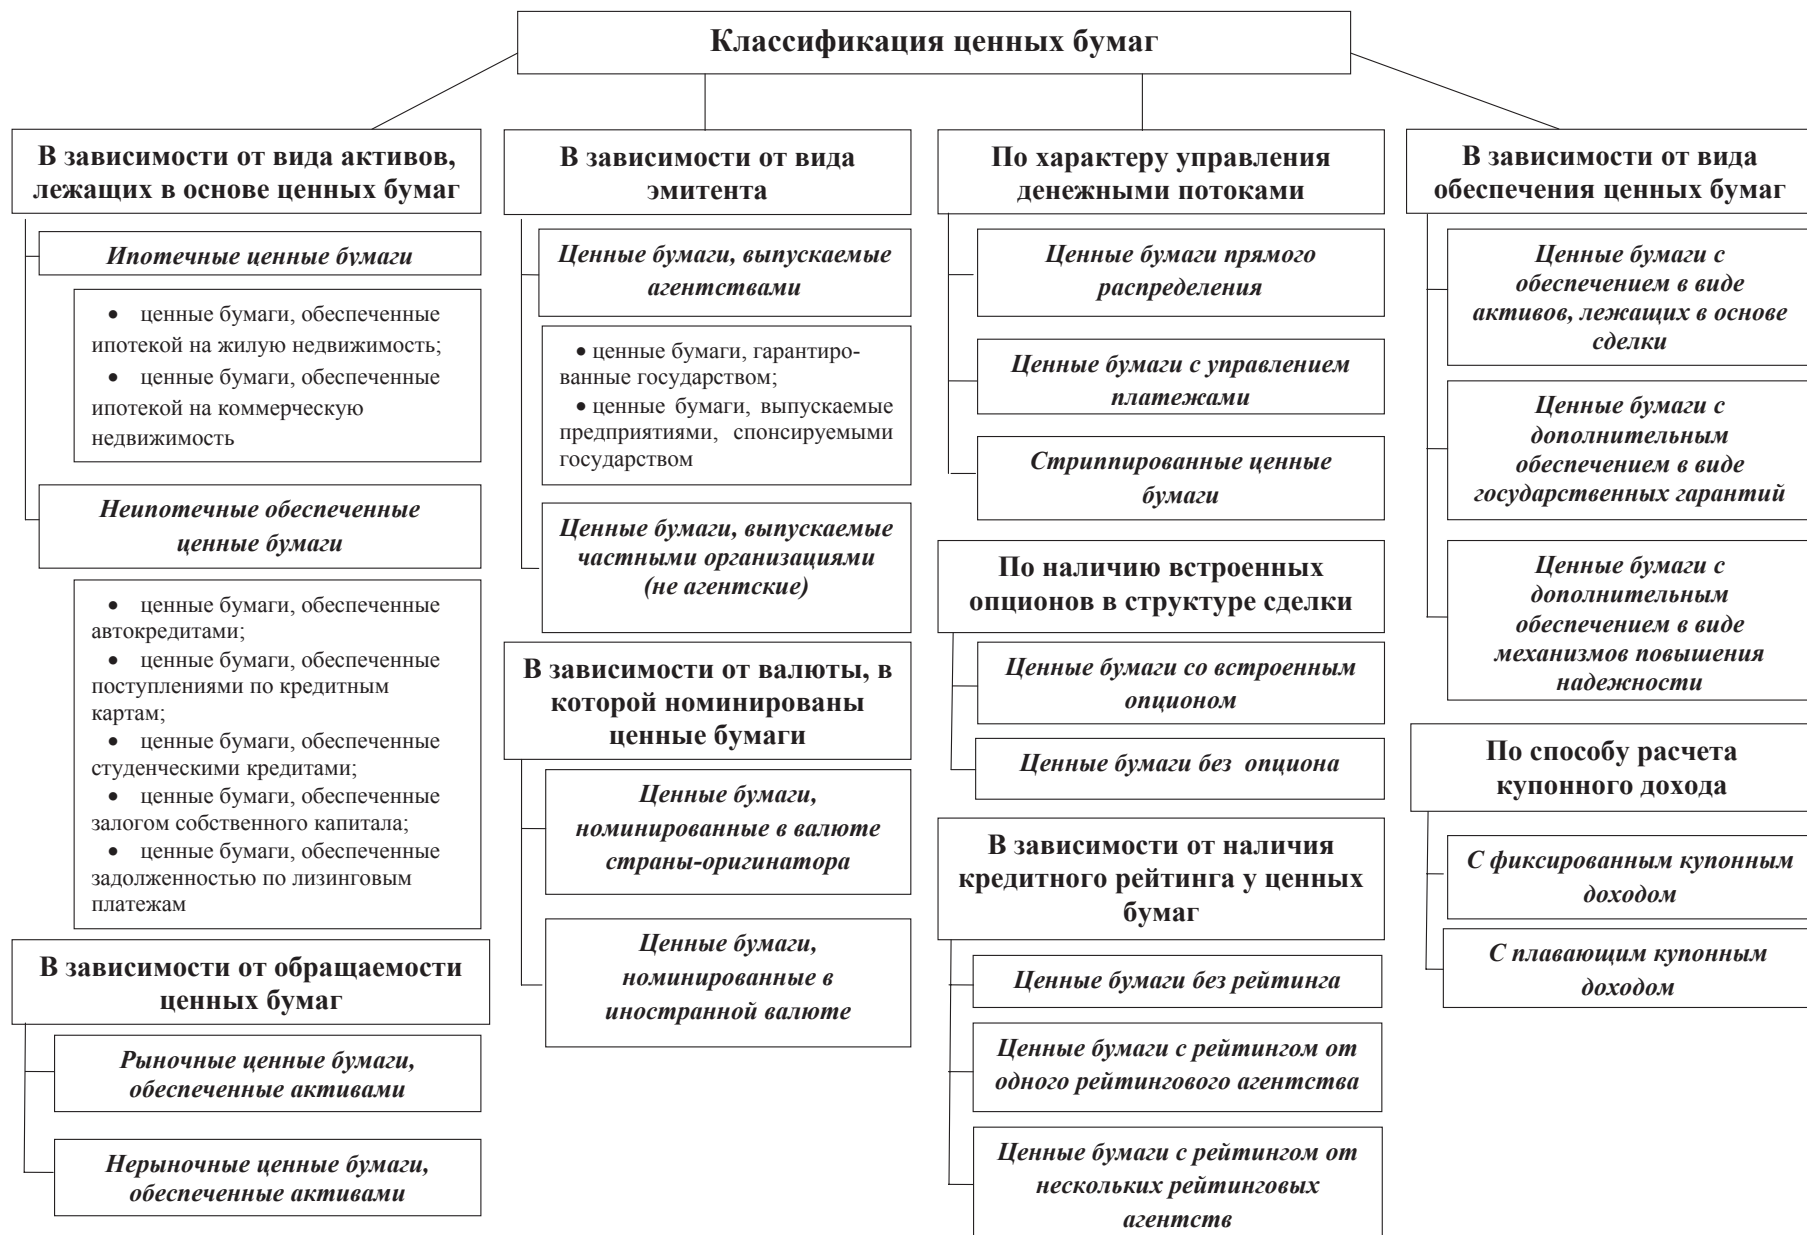 Классификация ценных бумаг
В зависимости от вида активов,
лежащих в основе ценных бумаг
Ипотечные ценные бумаги
• ценные бумаги, обеспеченные
ипотекой на жилую недвижимость;
• ценные бумаги, обеспеченные
ипотекой на коммерческую
недвижимость
Неипотечные обеспеченные
ценные бумаги
• ценные бумаги, обеспеченные
автокредитами;
• ценные бумаги, обеспеченные
поступлениями по кредитным
картам;
• ценные бумаги, обеспеченные
студенческими кредитами;
• ценные бумаги, обеспеченные
залогом собственного капитала;
• ценные бумаги, обеспеченные
задолженностью по лизинговым
платежам
В зависимости от обращаемости
ценных бумаг
Рыночные ценные бумаги,
обеспеченные активами
Нерыночные ценные бумаги,
обеспеченные активами
В зависимости от вида
эмитента
Ценные бумаги, выпускаемые
агентствами
• ценные бумаги, гарантиро-
ванные государством;
• ценные бумаги, выпускаемые
предприятиями, спонсируемыми
государством
Ценные бумаги, выпускаемые
частными организациями
(не агентские)
В зависимости от валюты, в
которой номинированы
ценные бумаги
Ценные бумаги,
номинированные в валюте
страны-оригинатора
Ценные бумаги,
номинированные в
иностранной валюте
По характеру управления
денежными потоками
Ценные бумаги прямого
распределения
Ценные бумаги с управлением
платежами
Стриппированные ценные
бумаги
По наличию встроенных
опционов в структуре сделки
Ценные бумаги со встроенным
опционом
Ценные бумаги без опциона
В зависимости от наличия
кредитного рейтинга у ценных
бумаг
Ценные бумаги без рейтинга
Ценные бумаги с рейтингом от
одного рейтингового агентства
Ценные бумаги с рейтингом от
нескольких рейтинговых
агентств
В зависимости от вида
обеспечения ценных бумаг
Ценные бумаги с
обеспечением в виде
активов, лежащих в основе
сделки
Ценные бумаги с
дополнительным
обеспечением в виде
государственных гарантий
Ценные бумаги с
дополнительным
обеспечением в виде
механизмов повышения
надежности
По способу расчета
купонного дохода
С фиксированным купонным
доходом
С плавающим купонным
доходом